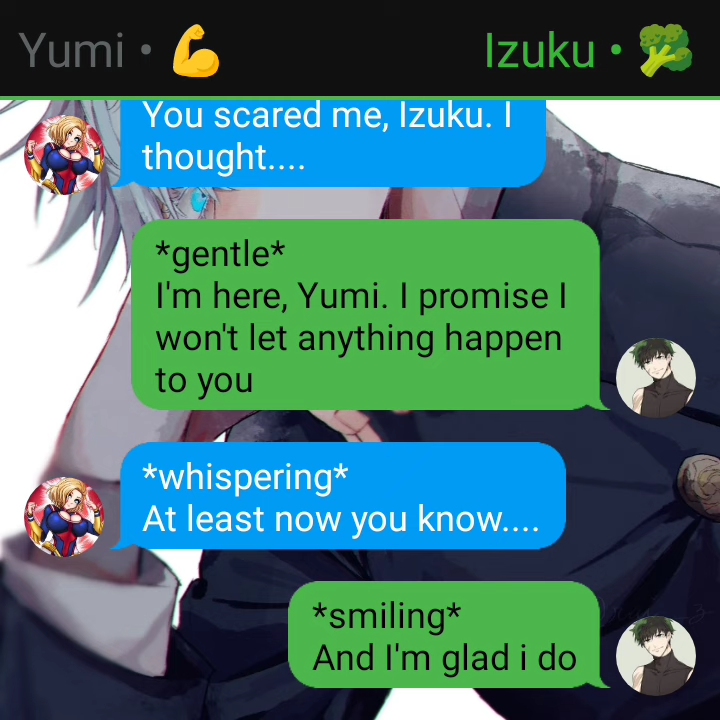 Yumi • 💪
Izuku • 🥦
You scared me, Izuku. I
thought....
*gentle*
I'm here, Yumi. I promise I
won't let anything happen
to you
*whispering*
At least now you know....
*smiling*
And I'm glad i do